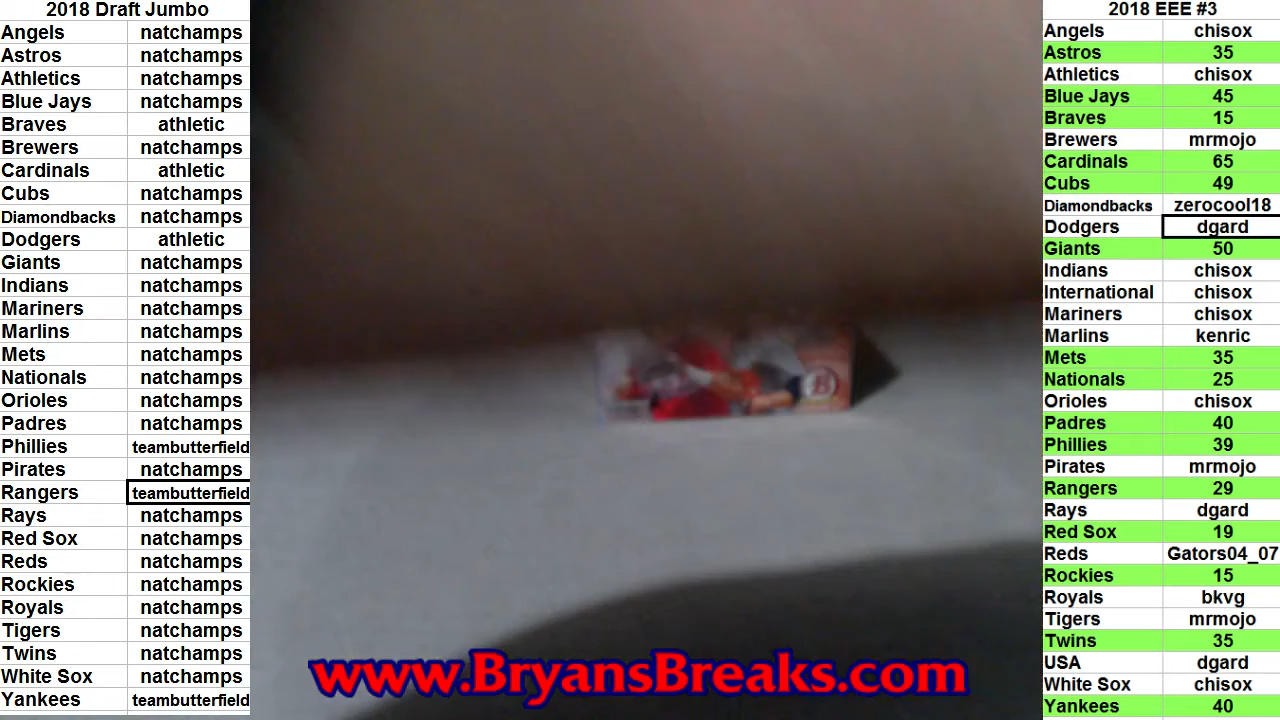 2018 Draft Jumbo
Angels natchamps
Astros natchamps
Athletics natchamps
Blue Jays natchamps
Braves athletic
Brewers natchamps
Cardinals athletic
Cubs natchamps
Diamondbacks natchamps
Dodgers athletic
Giants natchamps
Indians natchamps
Mariners natchamps
Marlins natchamps
Mets natchamps
Nationals natchamps
Orioles natchamps
Padres natchamps
Phillies teambutterfield
Pirates natchamps
Rangers teambutterfield
Rays natchamps
Red Sox natchamps
Reds natchamps
Rockies natchamps
Royals natchamps
Tigers natchamps
Twins natchamps
White Sox natchamps
Yankees teambutterfield
B
www.BryansBreaks.com
2018 EEE #3
Angels chisox
Astros 35
Athletics chisox
Blue Jays 45
Braves 15
Brewers mrmojo
Cardinals 65
Cubs 49
Diamondbacks zerocool18
Dodgers dgard
Giants 50
Indians chisox
International chisox
Mariners chisox
Marlins kenric
Mets 35
Nationals 25
Orioles chisox
Padres 40
Phillies 39
Pirates mrmojo
Rangers 29
Rays dgard
Red Sox 19
Reds Gators04_07
Rockies 15
Royals bkvg
Tigers mrmojo
Twins 35
USA dgard
White Sox chisox
Yankees 40